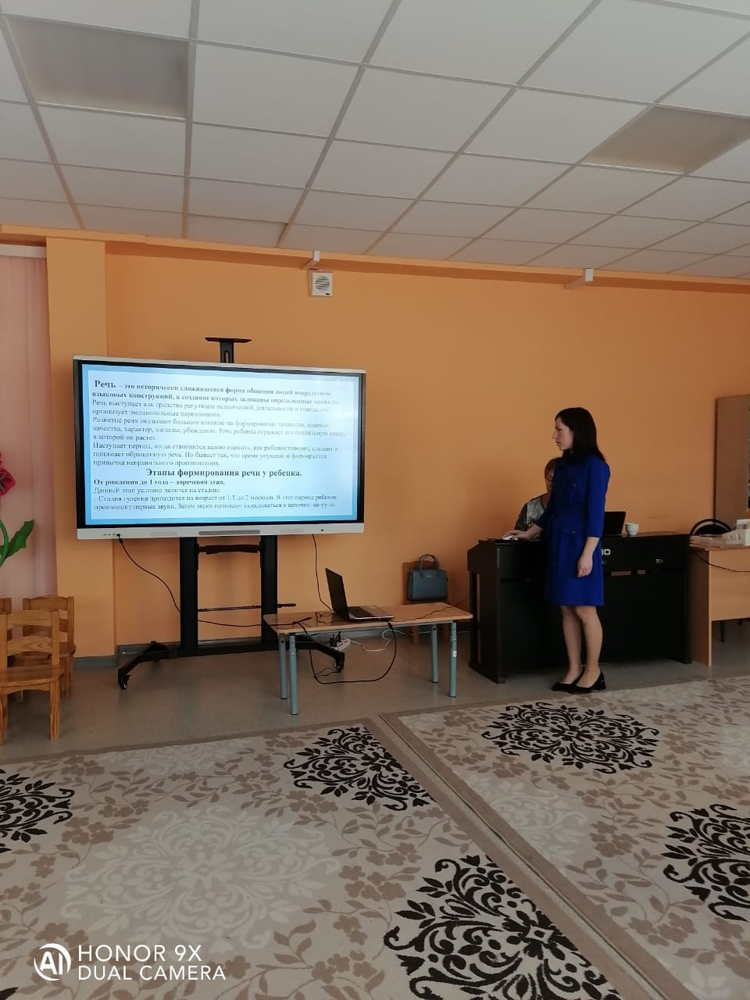 Речь – это исторически сложившаяся форма общения людей посредством
языковых конструкций, в создание которых заложены определенные правила.
Речь выступает как средство регуляции психической деятельности и поведения,
организует эмоциональные переживания.
Развитие речи оказывает большое влияние на формирование личности, волевые
качества, характер, взгляды, убеждения. Речь ребенка отражает его социальную среду,
в которой он растет.
Наступает период, когда становится важно оценить, как ребенок говорит, слышит и
понимает обращенную речь. Но бывает так, что время упущено и формируется
привычка неправильного произношения.
Этапы формирования речи у ребенка.
От рождения до 1 года – доречевой этап.
Данный этап условно делится на стадии:
- Стадия гуления приходится на возраст от 1.5 до 2 месяцев. В этот период ребенок
произносит первые звуки. Затем звуки начинают складываться в цепочки:
AI HONOR 9X
DUAL CAMERA